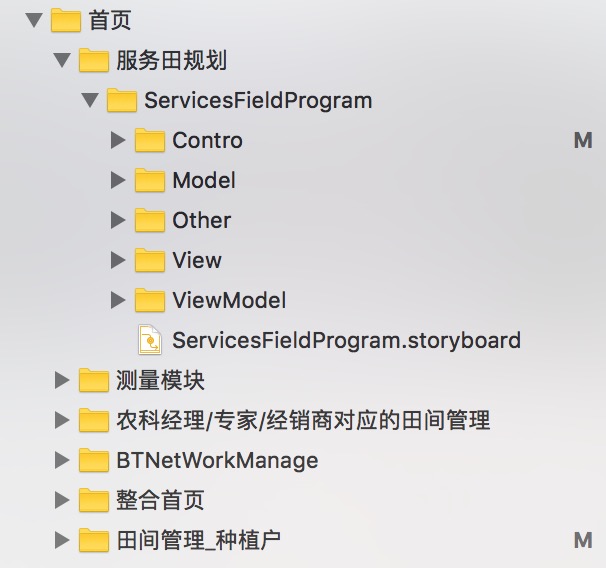 首页
服务田规划
ServicesFieldProgram
Contro M
Model
Other
View
ViewModel
ServicesFieldProgram.storyboard
测量模块
农科经理/专家/经销商对应的田间管理
BTNetWorkManage
整合首页
田间管理_种植户 M